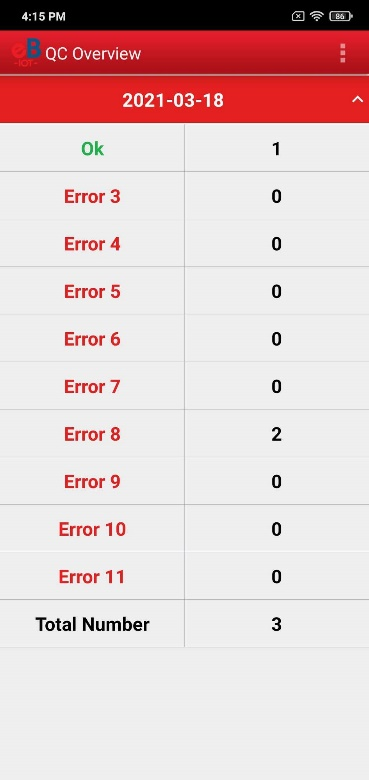 4:15 PM 86
eB
-IOT- QC Overview
2021-03-18
Ok 1
Error 3 0
Error 4 0
Error 5 0
Error 6 0
Error 7 0
Error 8 2
Error 9 0
Error 10 0
Error 11 0
Total Number 3